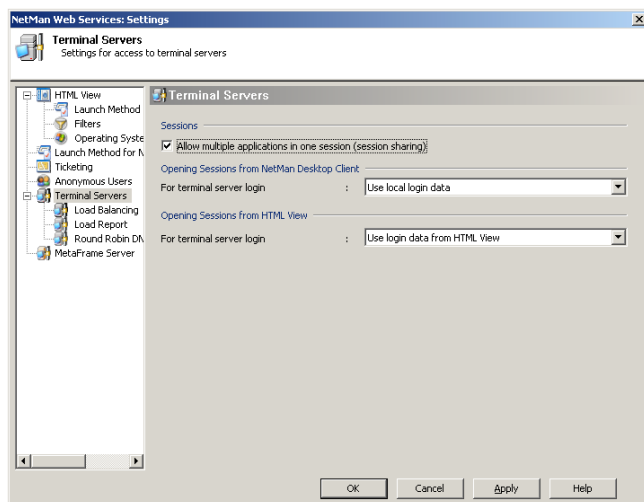 NetMan Web Services: Settings
Terminal Servers
Settings for access to terminal servers
HTML View
Launch Method
Filters
Operating Syste
Launch Method for N
Ticketing
Anonymous Users
Terminal Servers
Load Balancing
Load Report
Round Robin DN
MetaFrame Server
Terminal Servers
Sessions
Allow multiple applications in one session (session sharing)
Opening Sessions from NetMan Desktop Client
For terminal server login : Use local login data
Opening Sessions from HTML View
For terminal server login : Use login data from HTML View
OK Cancel Apply Help